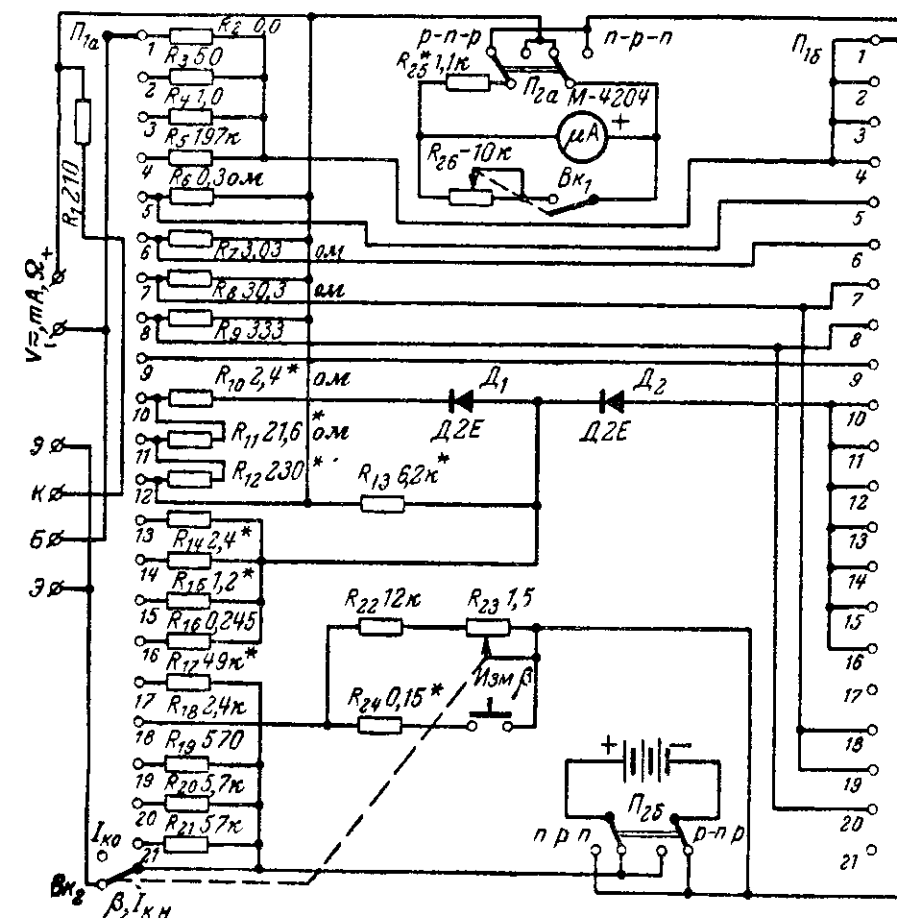 П1а
R2 0,0
1
R3 50
2
R4 1,0
3
R5 197к
4
R6 0,3ом
5
6
R7 3,03 ом
7
R8 30,3 ом
8
R9 333
9
R10 2,4* ом
10
R11 21,6* ом
11
R12 230*
12
R13 6,2к*
13
R14 2,4*
14
R15 1,2*
15
R16 0,245
16
R17 49к*
17
R18 2,4к
18
R19 570
19
R20 5,7к
20
R21 57к
21
R1 210
V≂, mA, Ω
+
−
Э
К
Б
Э
Iко
Вк2
β, Iкн
p-n-p
n-p-n
R25* 1,1к
П2а
М-4204
μA
+
R26-10к
Вк1
Д1
Д2Е
Д2
Д2Е
R22 12к
R23 1,5
Изм β
R24 0,15*
+
−
П2б
п р п
p-n p
П1б
1
2
3
4
5
6
7
8
9
10
11
12
13
14
15
16
17
18
19
20
21